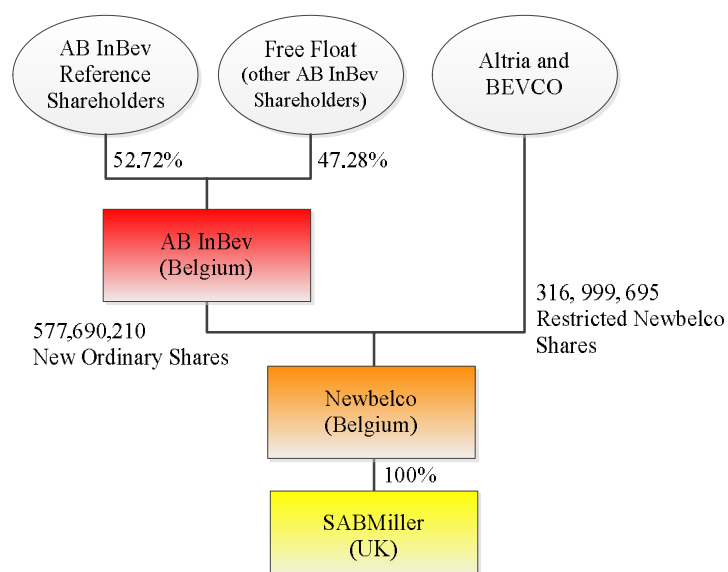 AB InBev
Reference
Shareholders
Free Float
(other AB InBev
Shareholders)
Altria and
BEVCO
52.72%
47.28%
AB InBev
(Belgium)
577,690,210
New Ordinary Shares
316, 999, 695
Restricted Newbelco
Shares
Newbelco
(Belgium)
100%
SABMiller
(UK)